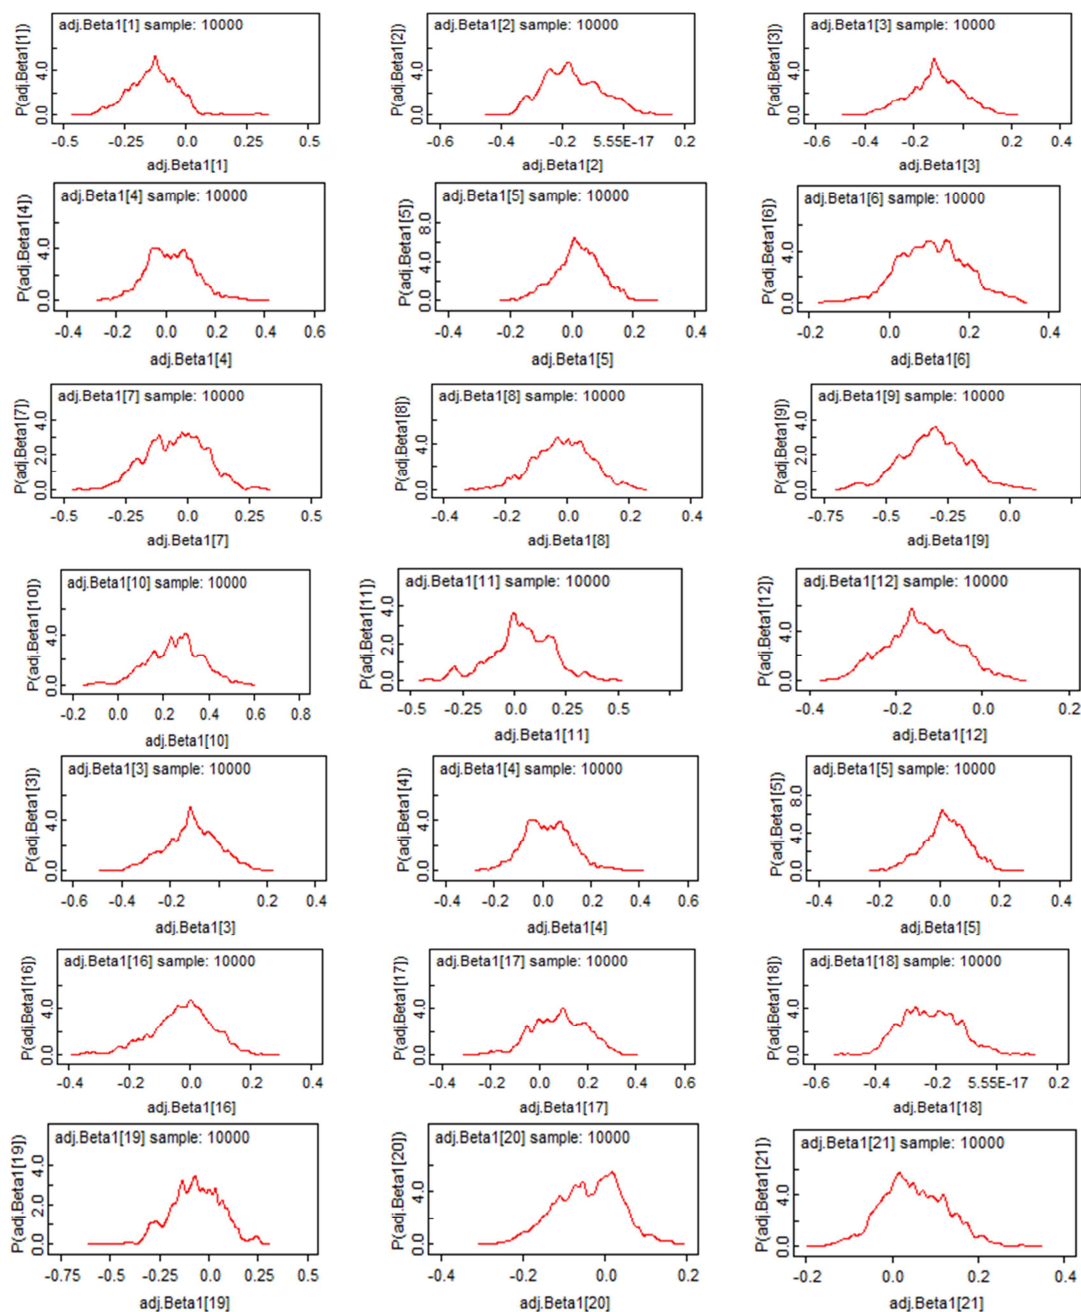 adj.Beta1[1] sample: 10000
P(adj.Beta1[1])
4.0
0.0
-0.5 -0.25 0.0 0.25 0.5
adj.Beta1[1]
adj.Beta1[2] sample: 10000
P(adj.Beta1[2])
4.0
0.0
-0.6 -0.4 -0.2 5.55E-17 0.2
adj.Beta1[2]
adj.Beta1[3] sample: 10000
P(adj.Beta1[3])
4.0
0.0
-0.6 -0.4 -0.2 0.0 0.2 0.4
adj.Beta1[3]
adj.Beta1[4] sample: 10000
P(adj.Beta1[4])
4.0
0.0
-0.4 -0.2 0.0 0.2 0.4 0.6
adj.Beta1[4]
adj.Beta1[5] sample: 10000
P(adj.Beta1[5])
8.0
4.0
0.0
-0.4 -0.2 0.0 0.2 0.4
adj.Beta1[5]
adj.Beta1[6] sample: 10000
P(adj.Beta1[6])
4.0
0.0
-0.2 0.0 0.2 0.4
adj.Beta1[6]
adj.Beta1[7] sample: 10000
P(adj.Beta1[7])
4.0
2.0
0.0
-0.5 -0.25 0.0 0.25 0.5
adj.Beta1[7]
adj.Beta1[8] sample: 10000
P(adj.Beta1[8])
4.0
0.0
-0.4 -0.2 0.0 0.2 0.4
adj.Beta1[8]
adj.Beta1[9] sample: 10000
P(adj.Beta1[9])
4.0
2.0
0.0
-0.75 -0.5 -0.25 0.0
adj.Beta1[9]
adj.Beta1[10] sample: 10000
P(adj.Beta1[10])
4.0
0.0
-0.2 0.0 0.2 0.4 0.6 0.8
adj.Beta1[10]
adj.Beta1[11] sample: 10000
P(adj.Beta1[11])
4.0
2.0
0.0
-0.5 -0.25 0.0 0.25 0.5
adj.Beta1[11]
adj.Beta1[12] sample: 10000
P(adj.Beta1[12])
4.0
0.0
-0.4 -0.2 0.0 0.2
adj.Beta1[12]
adj.Beta1[3] sample: 10000
P(adj.Beta1[3])
4.0
0.0
-0.6 -0.4 -0.2 0.0 0.2 0.4
adj.Beta1[3]
adj.Beta1[4] sample: 10000
P(adj.Beta1[4])
4.0
0.0
-0.4 -0.2 0.0 0.2 0.4 0.6
adj.Beta1[4]
adj.Beta1[5] sample: 10000
P(adj.Beta1[5])
8.0
4.0
0.0
-0.4 -0.2 0.0 0.2 0.4
adj.Beta1[5]
adj.Beta1[16] sample: 10000
P(adj.Beta1[16])
4.0
0.0
-0.4 -0.2 0.0 0.2 0.4
adj.Beta1[16]
adj.Beta1[17] sample: 10000
P(adj.Beta1[17])
4.0
0.0
-0.4 -0.2 0.0 0.2 0.4 0.6
adj.Beta1[17]
adj.Beta1[18] sample: 10000
P(adj.Beta1[18])
4.0
0.0
-0.6 -0.4 -0.2 5.55E-17 0.2
adj.Beta1[18]
adj.Beta1[19] sample: 10000
P(adj.Beta1[19])
4.0
2.0
0.0
-0.75 -0.5 -0.25 0.0 0.25 0.5
adj.Beta1[19]
adj.Beta1[20] sample: 10000
P(adj.Beta1[20])
4.0
0.0
-0.4 -0.2 0.0 0.2
adj.Beta1[20]
adj.Beta1[21] sample: 10000
P(adj.Beta1[21])
4.0
0.0
-0.2 0.0 0.2 0.4
adj.Beta1[21]